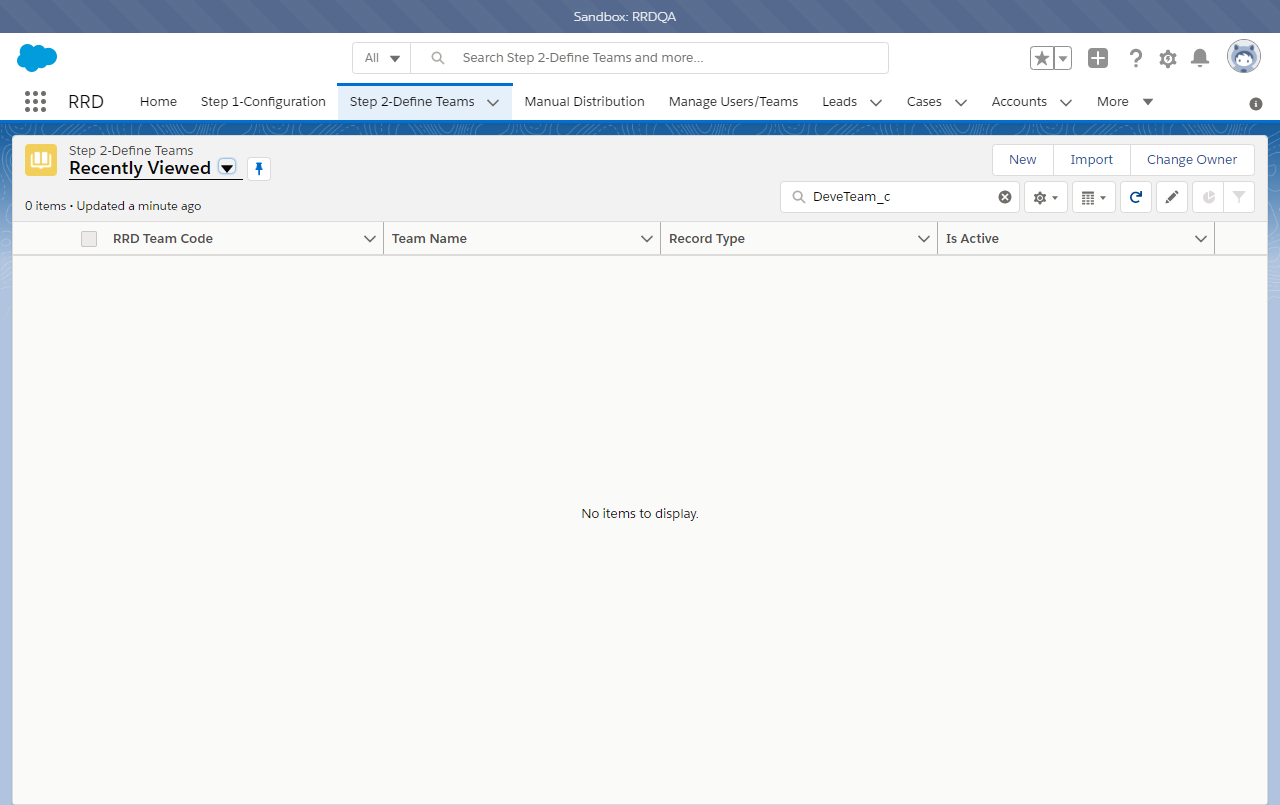 Sandbox: RRDQA
All
Search Step 2-Define Teams and more...
RRD
Home
Step 1-Configuration
Step 2-Define Teams
Manual Distribution
Manage Users/Teams
Leads
Cases
Accounts
More
Step 2-Define Teams
Recently Viewed
New
Import
Change Owner
0 items • Updated a minute ago
DeveTeam_c
RRD Team Code
Team Name
Record Type
Is Active
No items to display.